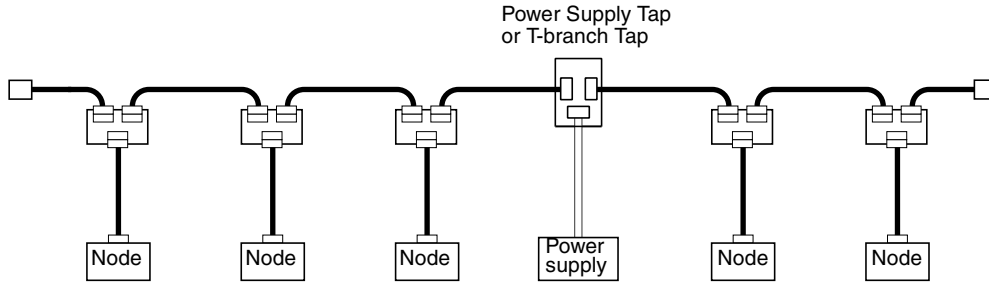 Power Supply Tap
or T-branch Tap
Node
Node
Node
Power
supply
Node
Node